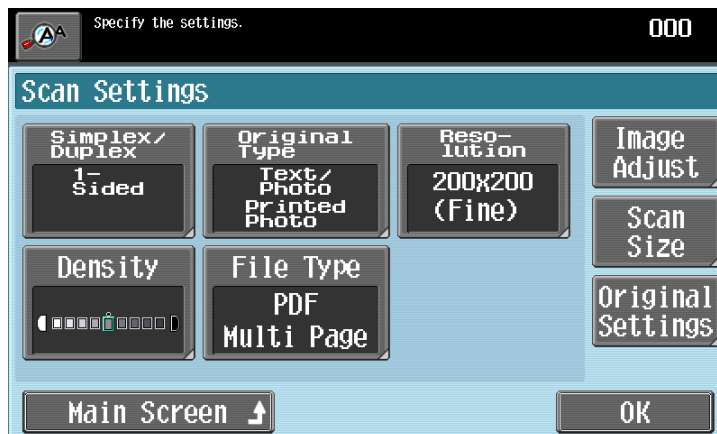 AA
Specify the settings.
000
Scan Settings
Simplex/
Duplex
1-
Sided
Original
Type
Text/
Photo
Printed
Photo
Reso-
lution
200X200
(Fine)
Image
Adjust
Density
File Type
PDF
Multi Page
Scan
Size
Original
Settings
Main Screen
OK